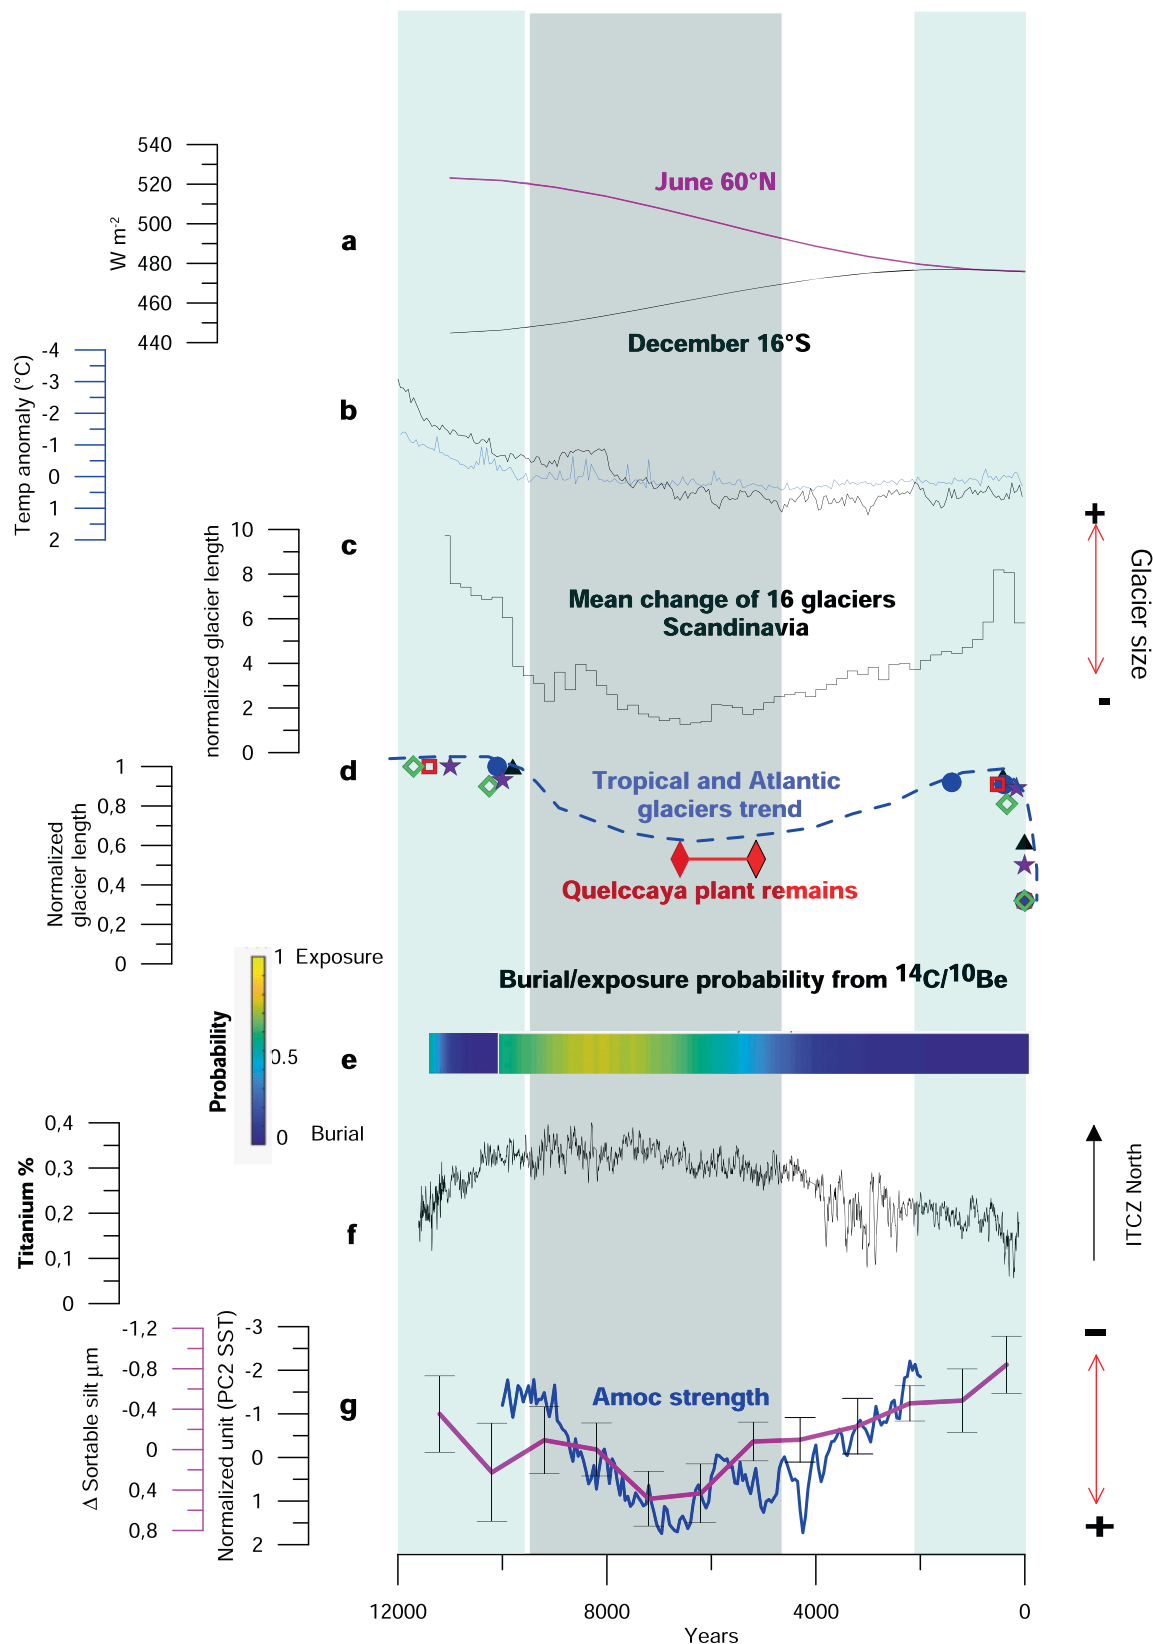 540
520
500
480
460
440
W m-2
a
June 60°N
December 16°S
-4
-3
-2
-1
0
1
2
Temp anomaly (°C)
b
10
8
6
4
2
0
normalized glacier length
c
Mean change of 16 glaciers
Scandinavia
+
Glacier size
-
1
0,8
0,6
0,4
0,2
0
Normalized
glacier length
d
Tropical and Atlantic
glaciers trend
Quelccaya plant remains
1 Exposure
0.5
0 Burial
Probability
Burial/exposure probability from 14C/10Be
e
0,4
0,3
0,2
0,1
0
Titanium %
f
ITCZ North
-1,2
-0,8
-0,4
0
0,4
0,8
Δ Sortable silt µm
-3
-2
-1
0
1
2
Normalized unit (PC2 SST)
g
Amoc strength
-
+
12000
8000
4000
0
Years